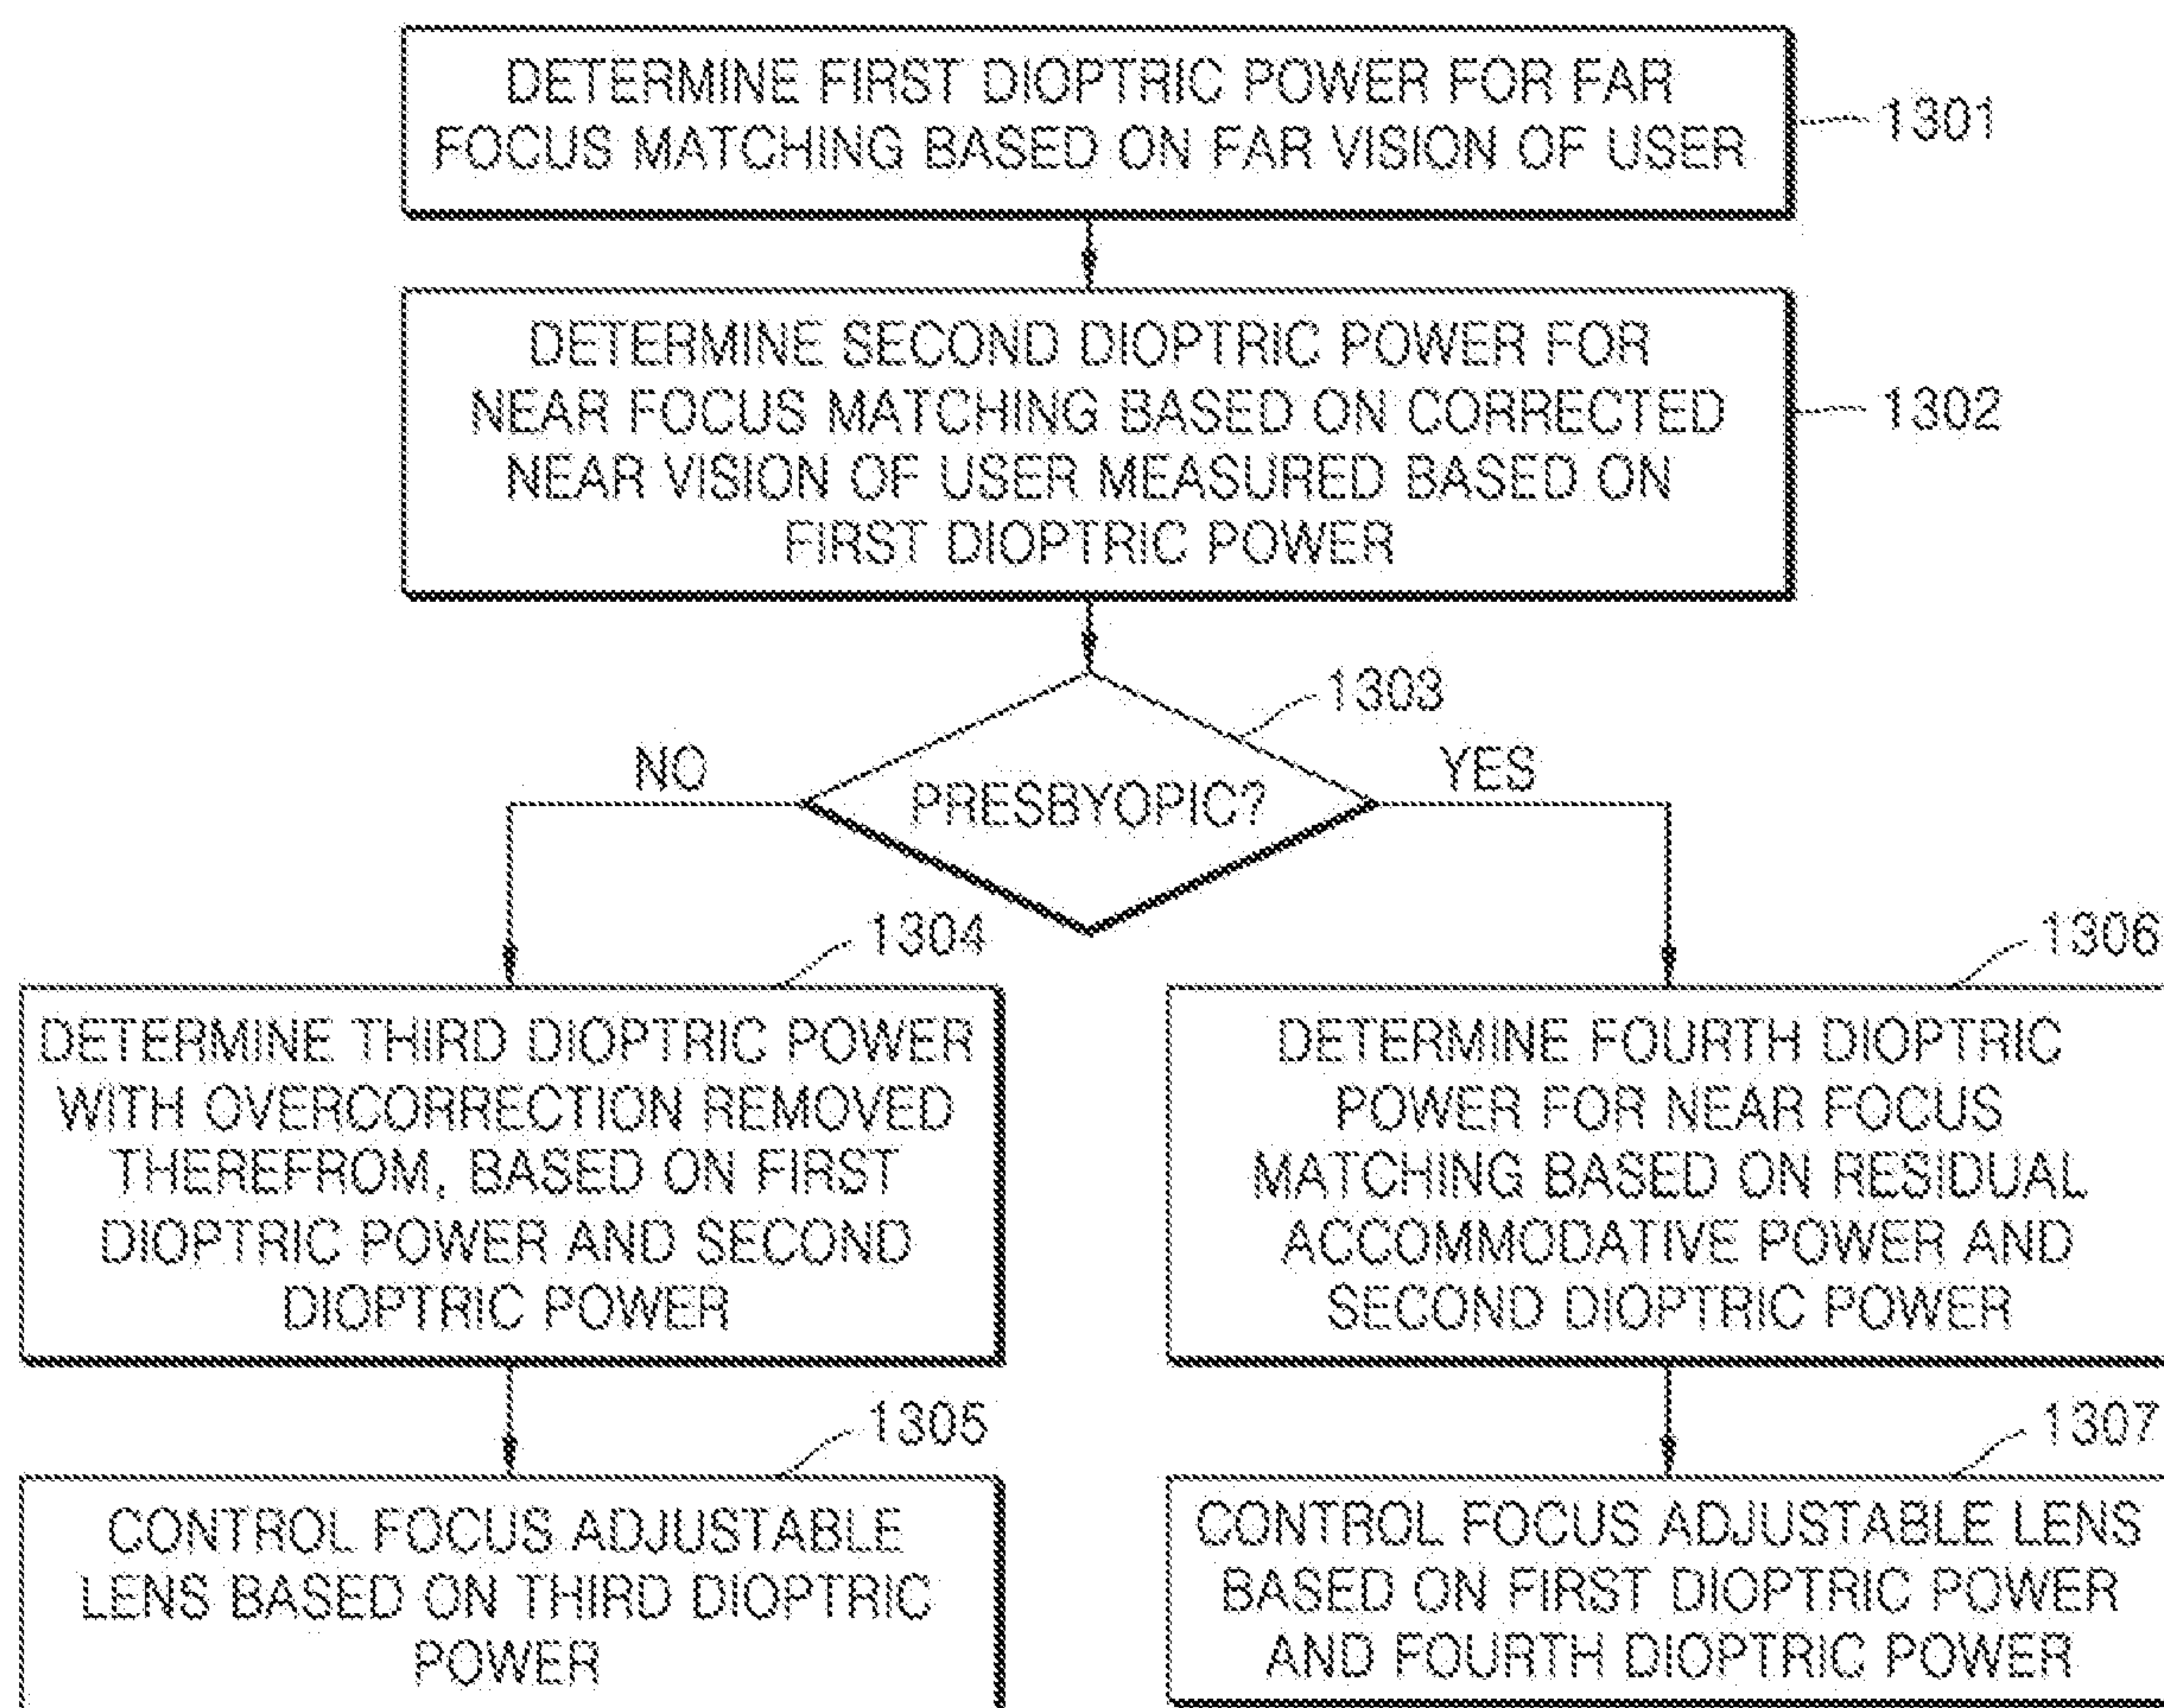 DETERMINE FIRST DIOPTRIC POWER FOR FAR
FOCUS MATCHING BASED ON FAR VISION OF USER
1301
DETERMINE SECOND DIOPTRIC POWER FOR
NEAR FOCUS MATCHING BASED ON CORRECTED
NEAR VISION OF USER MEASURED BASED ON
FIRST DIOPTRIC POWER
1302
1303
NO
PRESBYOPIC?
YES
1304
DETERMINE THIRD DIOPTRIC POWER
WITH OVERCORRECTION REMOVED
THEREFROM, BASED ON FIRST
DIOPTRIC POWER AND SECOND
DIOPTRIC POWER
1306
DETERMINE FOURTH DIOPTRIC
POWER FOR NEAR FOCUS
MATCHING BASED ON RESIDUAL
ACCOMMODATIVE POWER AND
SECOND DIOPTRIC POWER
1305
CONTROL FOCUS ADJUSTABLE
LENS BASED ON THIRD DIOPTRIC
POWER
1307
CONTROL FOCUS ADJUSTABLE LENS
BASED ON FIRST DIOPTRIC POWER
AND FOURTH DIOPTRIC POWER